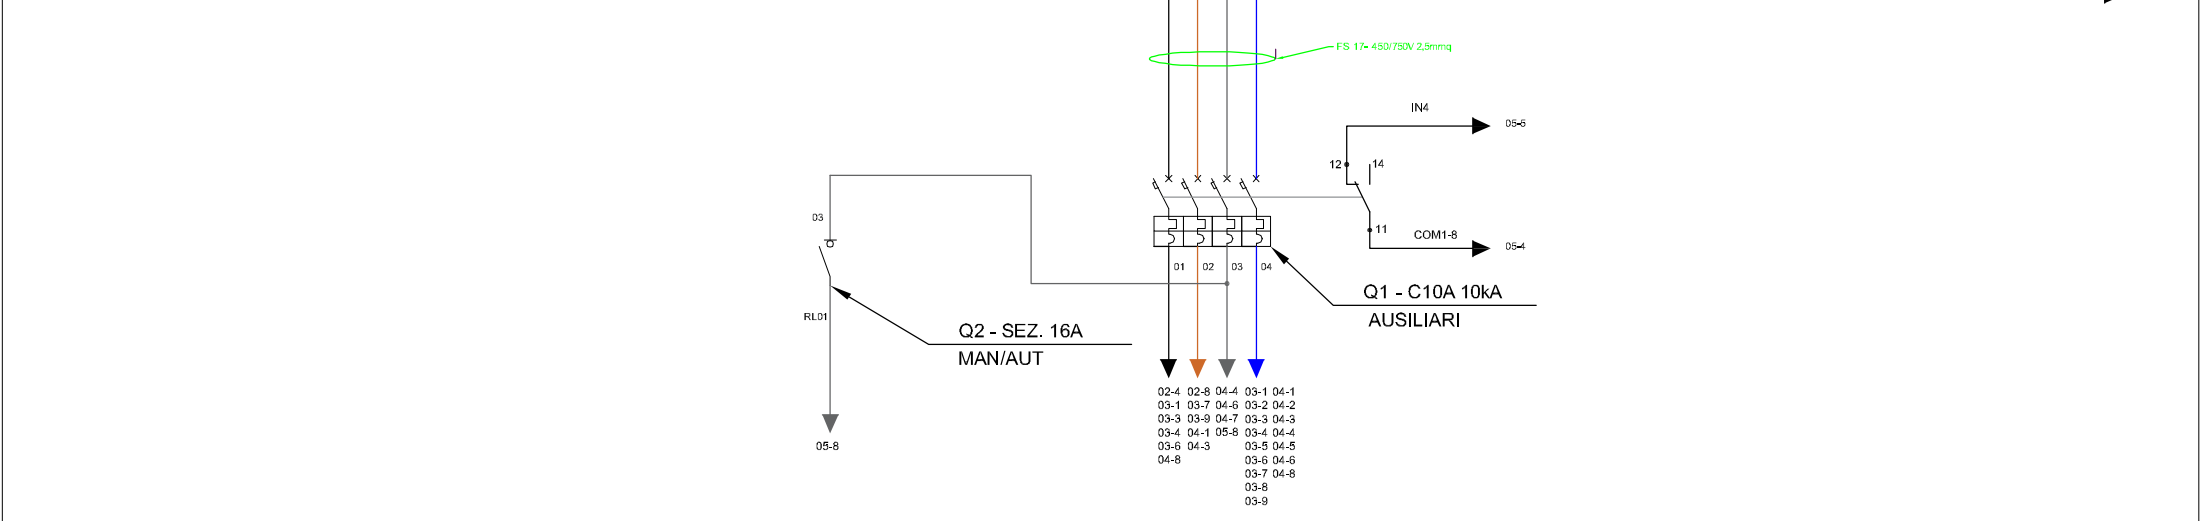 FS 17- 450/750V 2,5mmq
IN4
05-5
12
14
11
COM1-8
05-4
03
01
02
03
04
Q1 - C10A 10kA
AUSILIARI
RL01
Q2 - SEZ. 16A
MAN/AUT
02-4 02-8 04-4 03-1 04-1
03-1 03-7 04-6 03-2 04-2
03-3 03-9 04-7 03-3 04-3
03-4 04-1 05-8 03-4 04-4
03-6 04-3 03-5 04-5
04-8 03-6 04-6
03-7 04-8
03-8
03-9
05-8